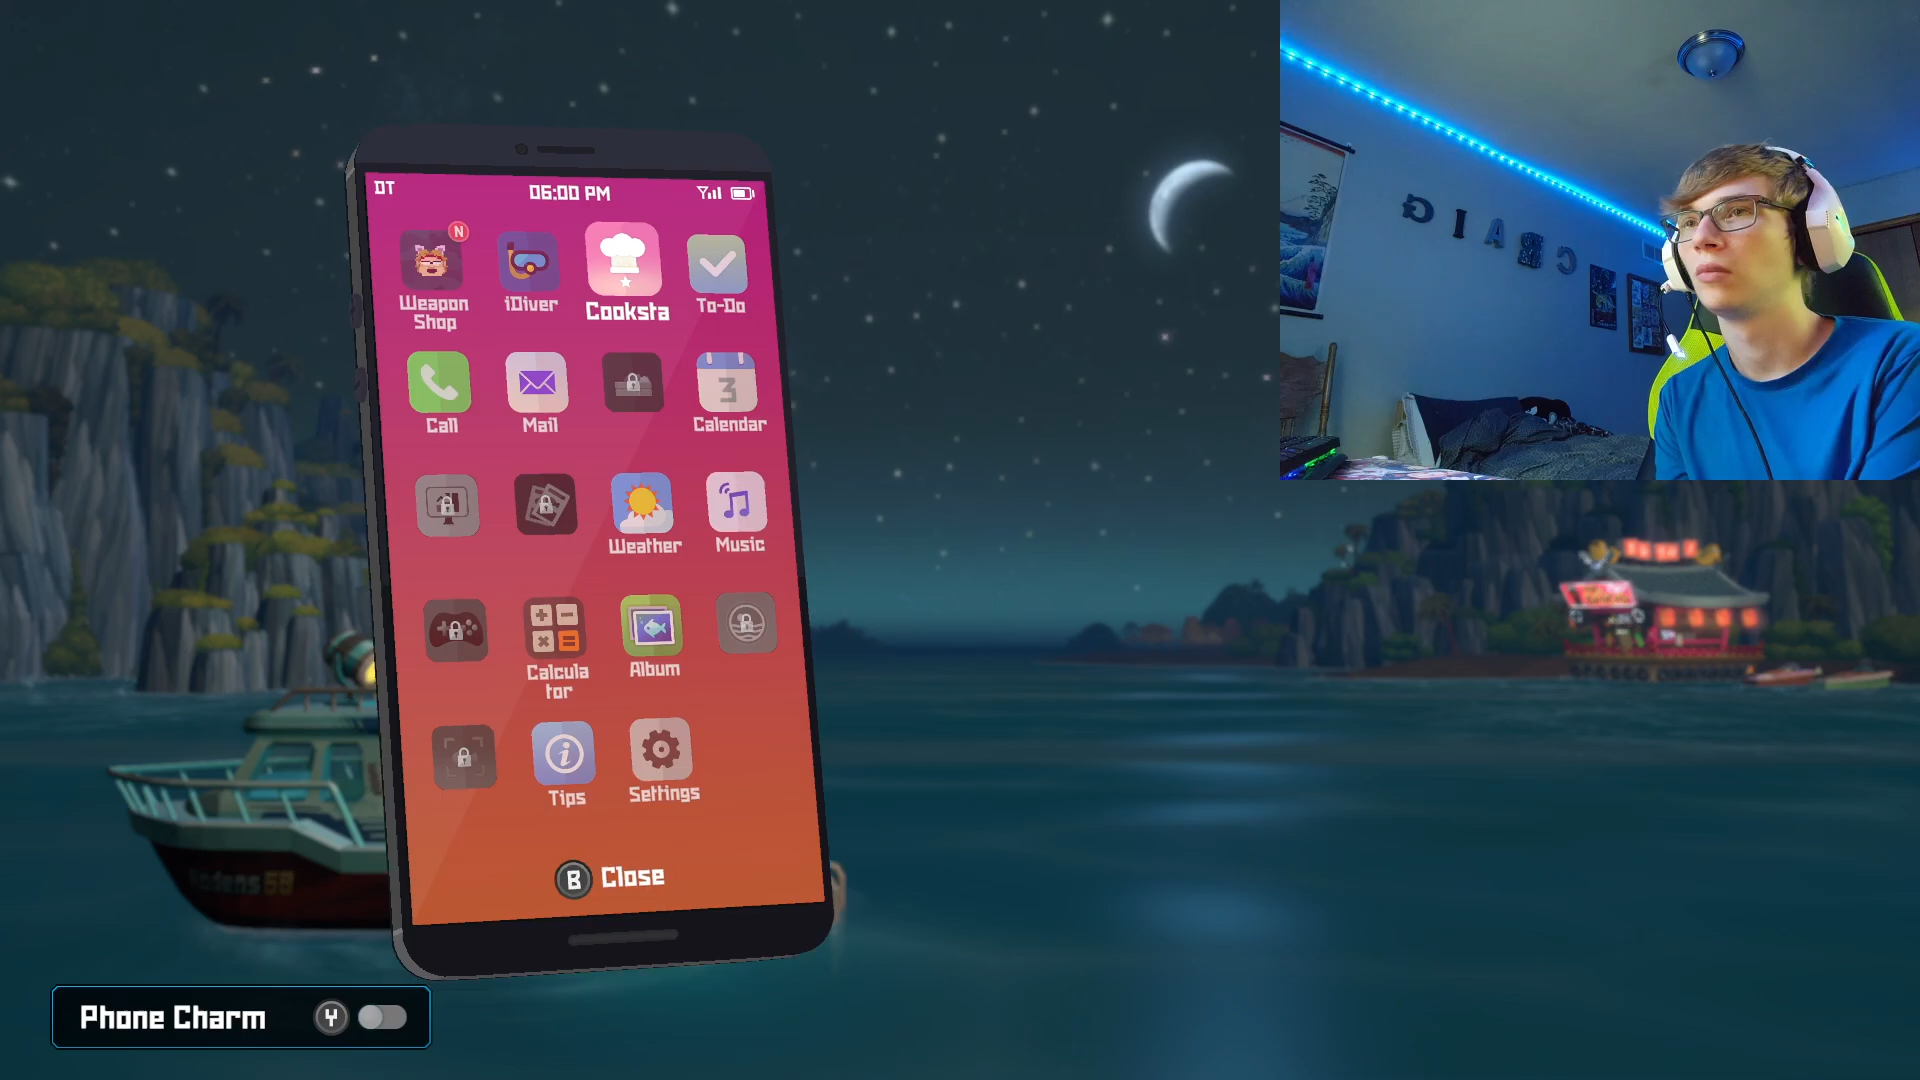 DT
06:00 PM
N
Weapon
Shop
iDiver
Cooksta
To-Do
Call
Mail
3
Calendar
Weather
Music
Calcula
tor
Album
Tips
Settings
B Close
Phone Charm Y
CRAIG